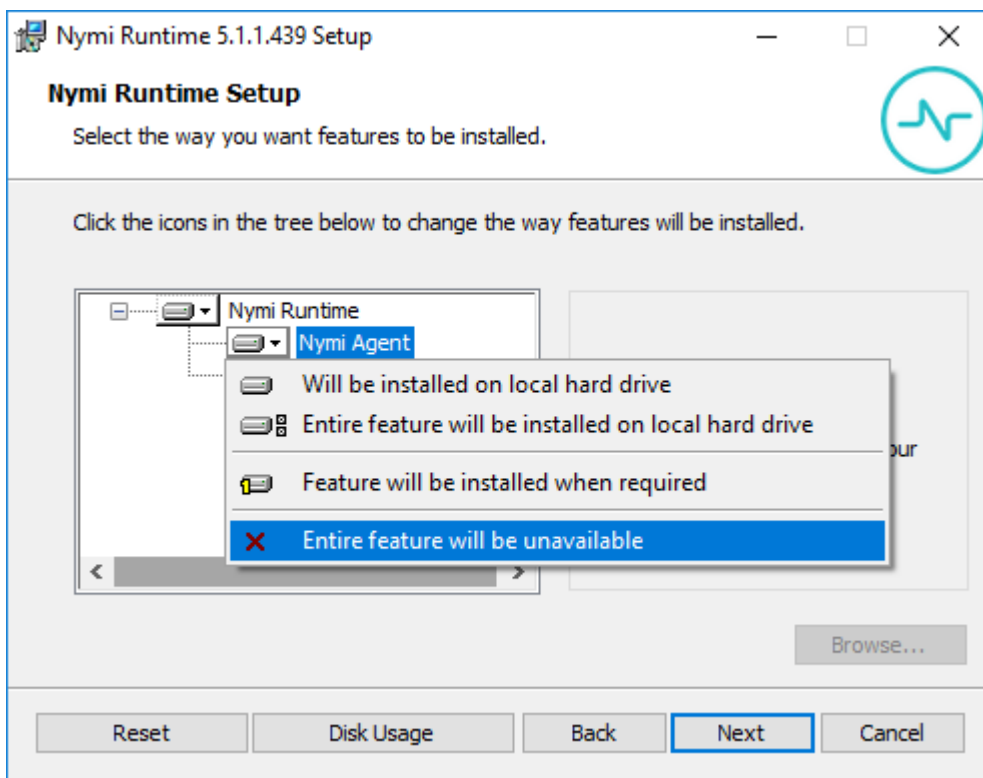 Nymi Runtime 5.1.1.439 Setup
Nymi Runtime Setup
Select the way you want features to be installed.
Click the icons in the tree below to change the way features will be installed.
Nymi Runtime
Nymi Agent
Will be installed on local hard drive
Entire feature will be installed on local hard drive
Feature will be installed when required
Entire feature will be unavailable
Browse...
Reset
Disk Usage
Back
Next
Cancel